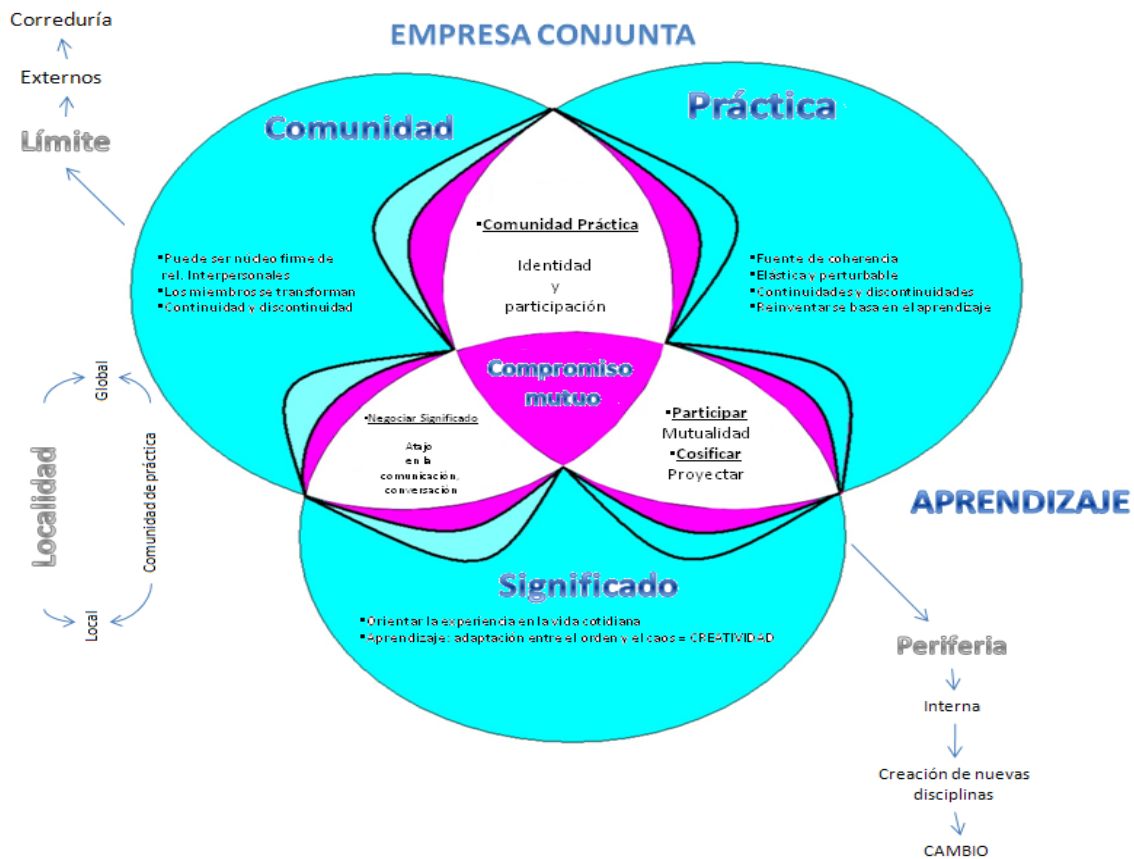 EMPRESA CONJUNTA
Correduría
Externos
Límite
Comunidad
▪Puede ser núcleo firme de
rel. Interpersonales
▪Los miembros se transforman
▪Continuidad y discontinuidad
Práctica
▪Fuente de coherencia
▪Elástica y perturbable
▪Continuidades y discontinuidades
▪Reinventarse basa en el aprendizaje
▪Comunidad Práctica
Identidad
y
participación
Compromiso
mutuo
▪Negociar Significado
Atajo
en la
comunicación,
conversación
▪Participar
Mutualidad
▪Cosificar
Proyectar
Significado
▪Orientar la experiencia en la vida cotidiana
▪Aprendizaje: adaptación entre el orden y el caos = CREATIVIDAD
Localidad
Global
Comunidad de práctica
Local
APRENDIZAJE
Periferia
Interna
Creación de nuevas
disciplinas
CAMBIO